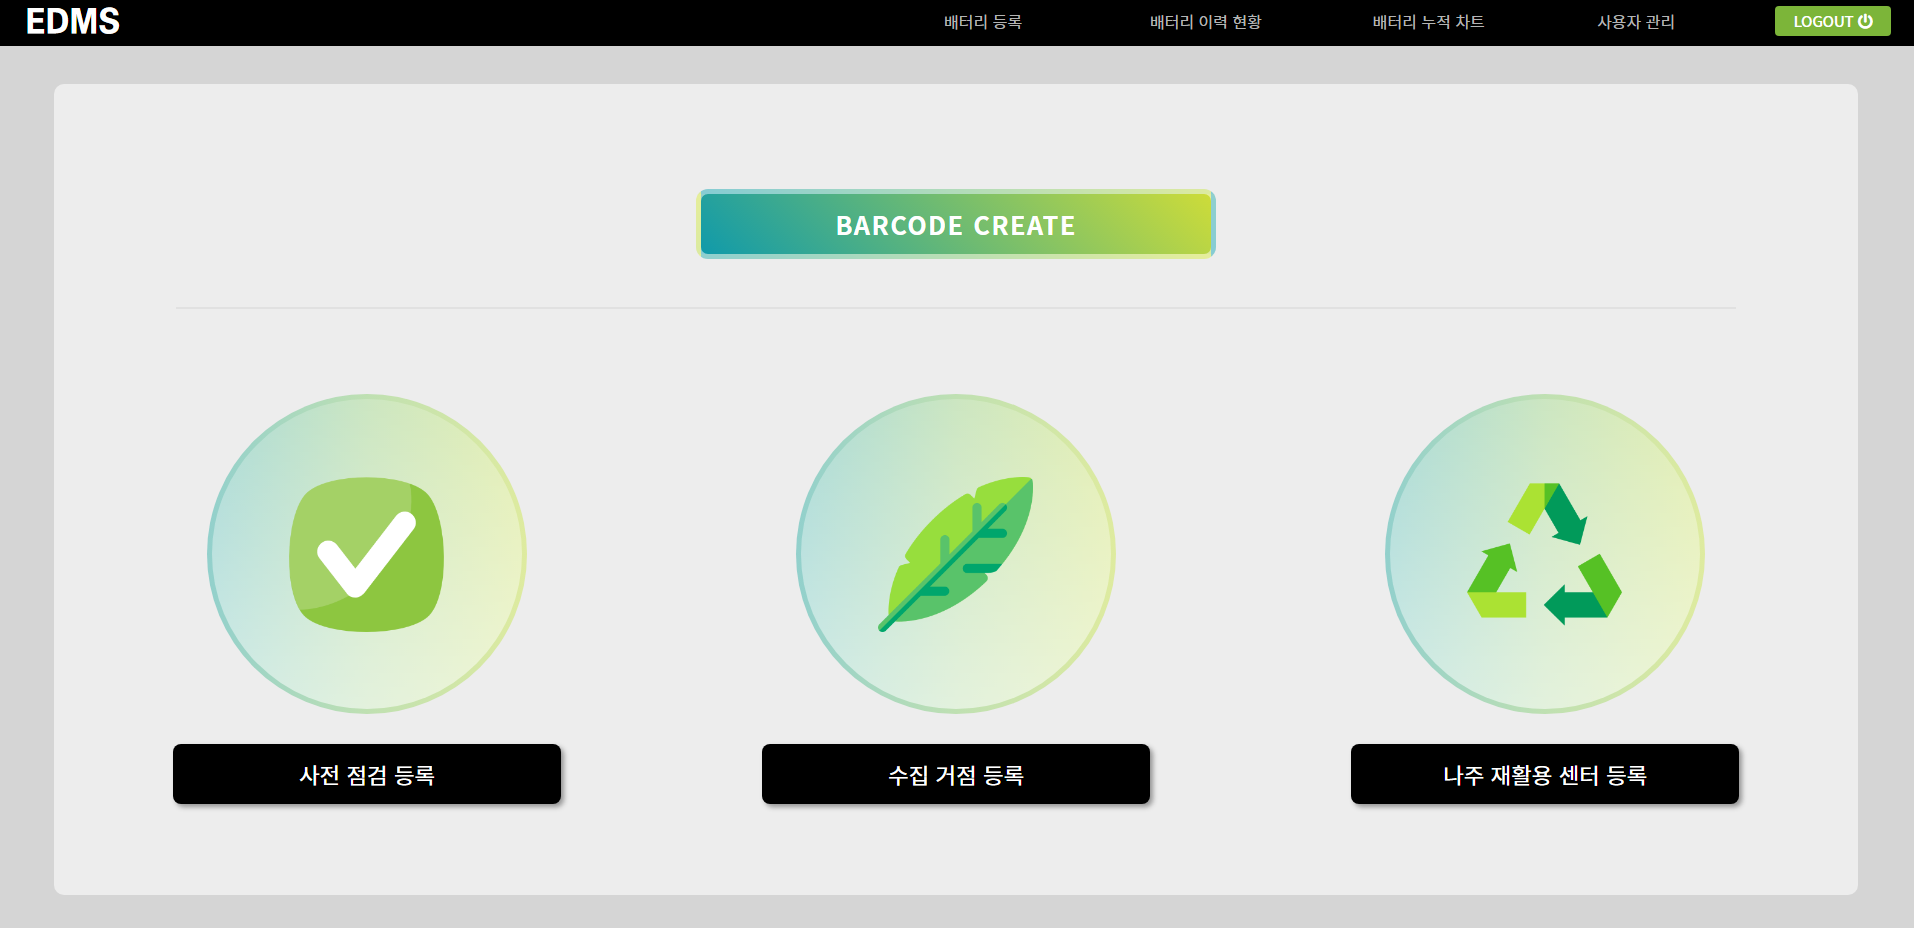 EDMS
배터리 등록
배터리 이력 현황
배터리 누적 차트
사용자 관리
LOGOUT
BARCODE CREATE
사전 점검 등록
수집 거점 등록
나주 재활용 센터 등록